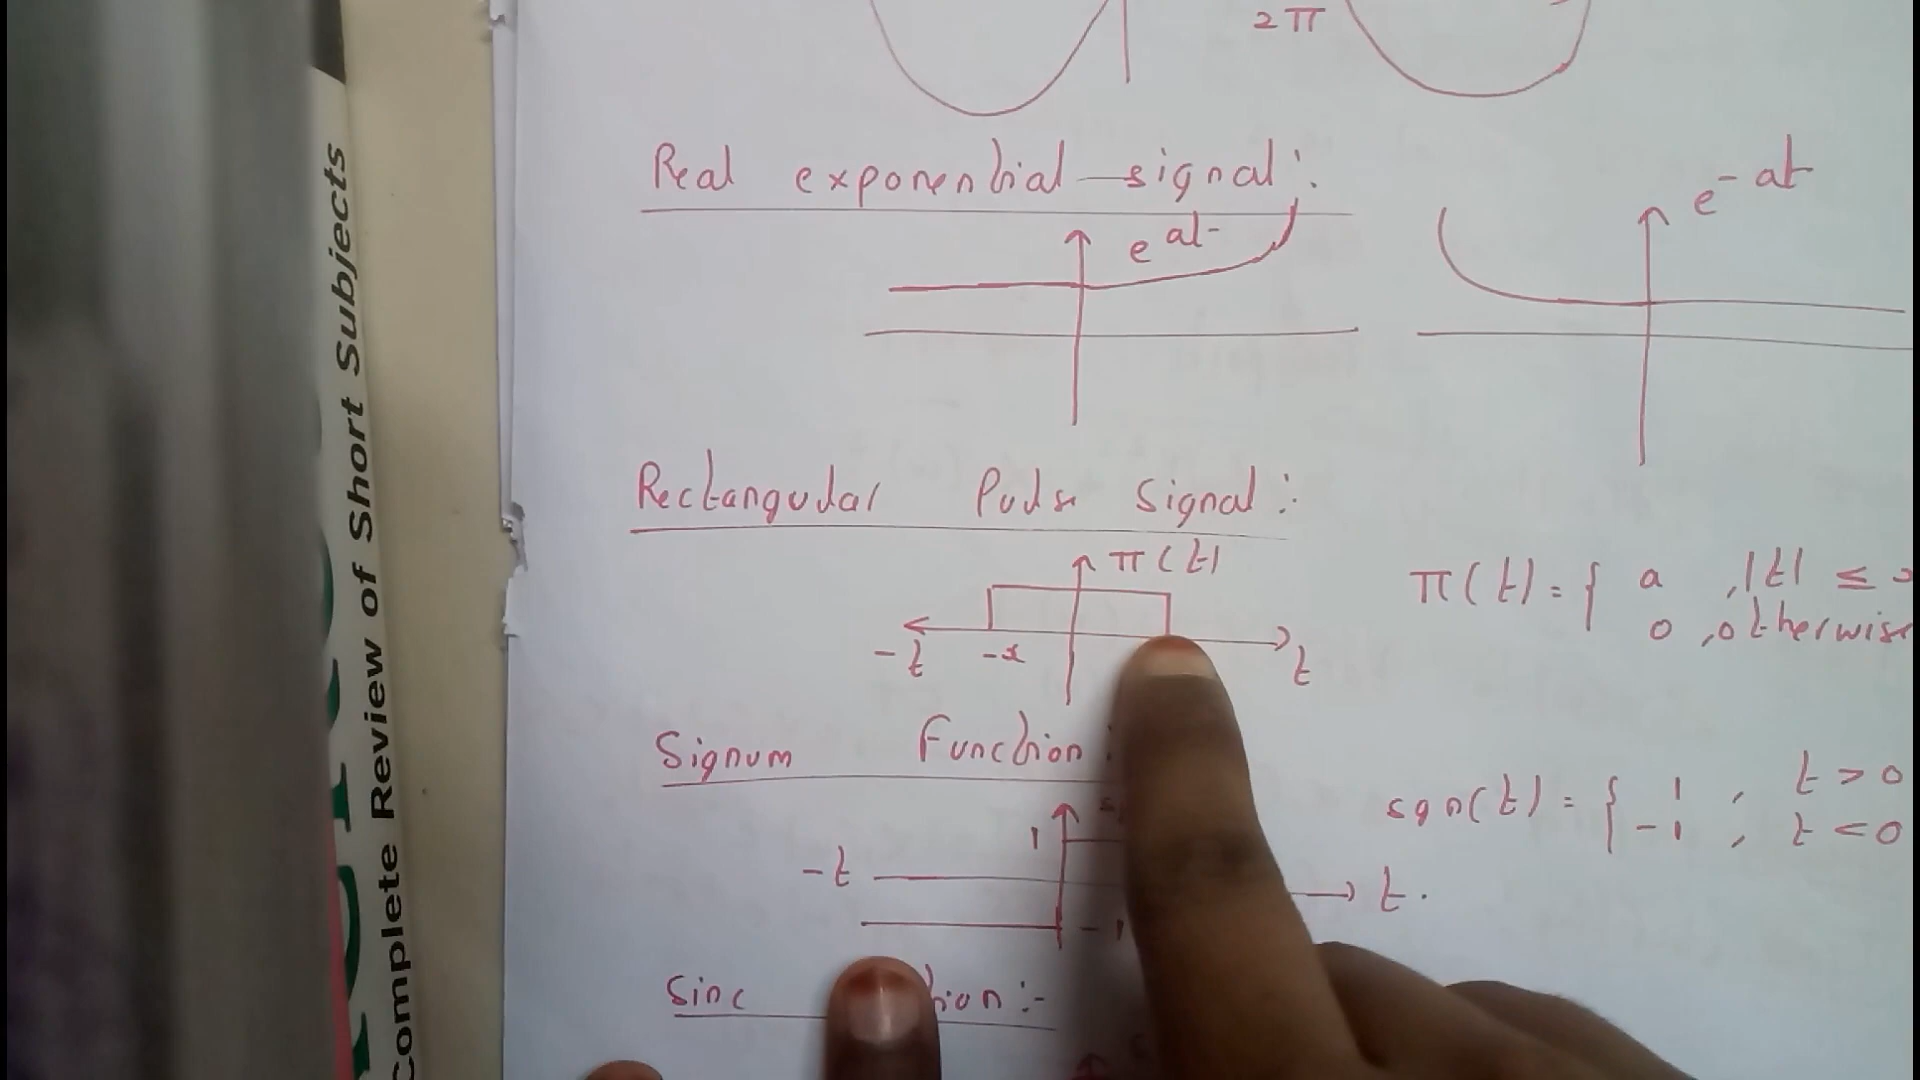 2π
Real exponential signal:
e^at
e^-at
Rectangular Pulse Signal:
π(t)
-t -x t
π(t) = { a , |t| ≤
0 , otherwise
Signum Function:
sgn(t) = { 1 , t > 0
-1 , t < 0
1
-t t.
-1
Sinc :-
Complete Review of Short Subjects